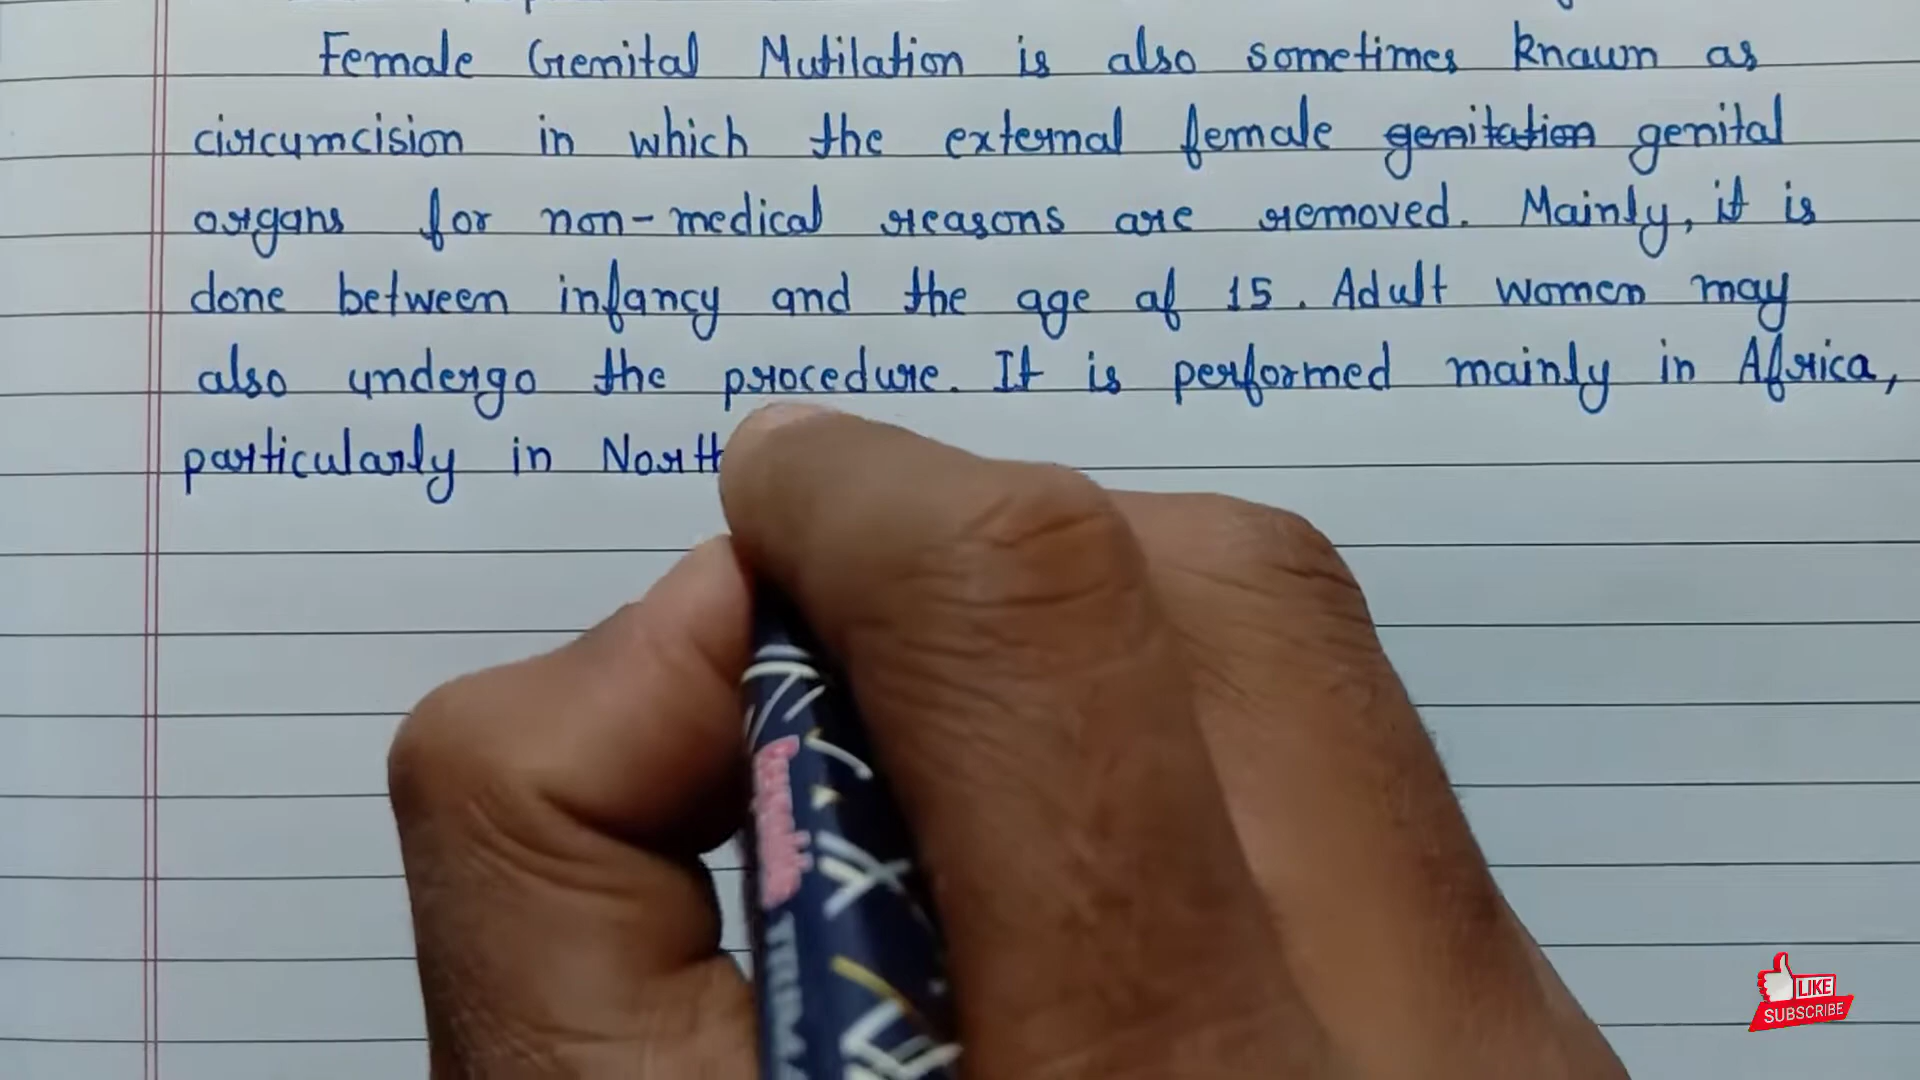 Female Genital Mutilation is also sometimes known as
circumcision in which the external female genitation genital
organs for non-medical reasons are removed. Mainly, it is
done between infancy and the age of 15. Adult women may
also undergo the procedure. It is performed mainly in Africa,
particularly in North
LIKE
SUBSCRIBE